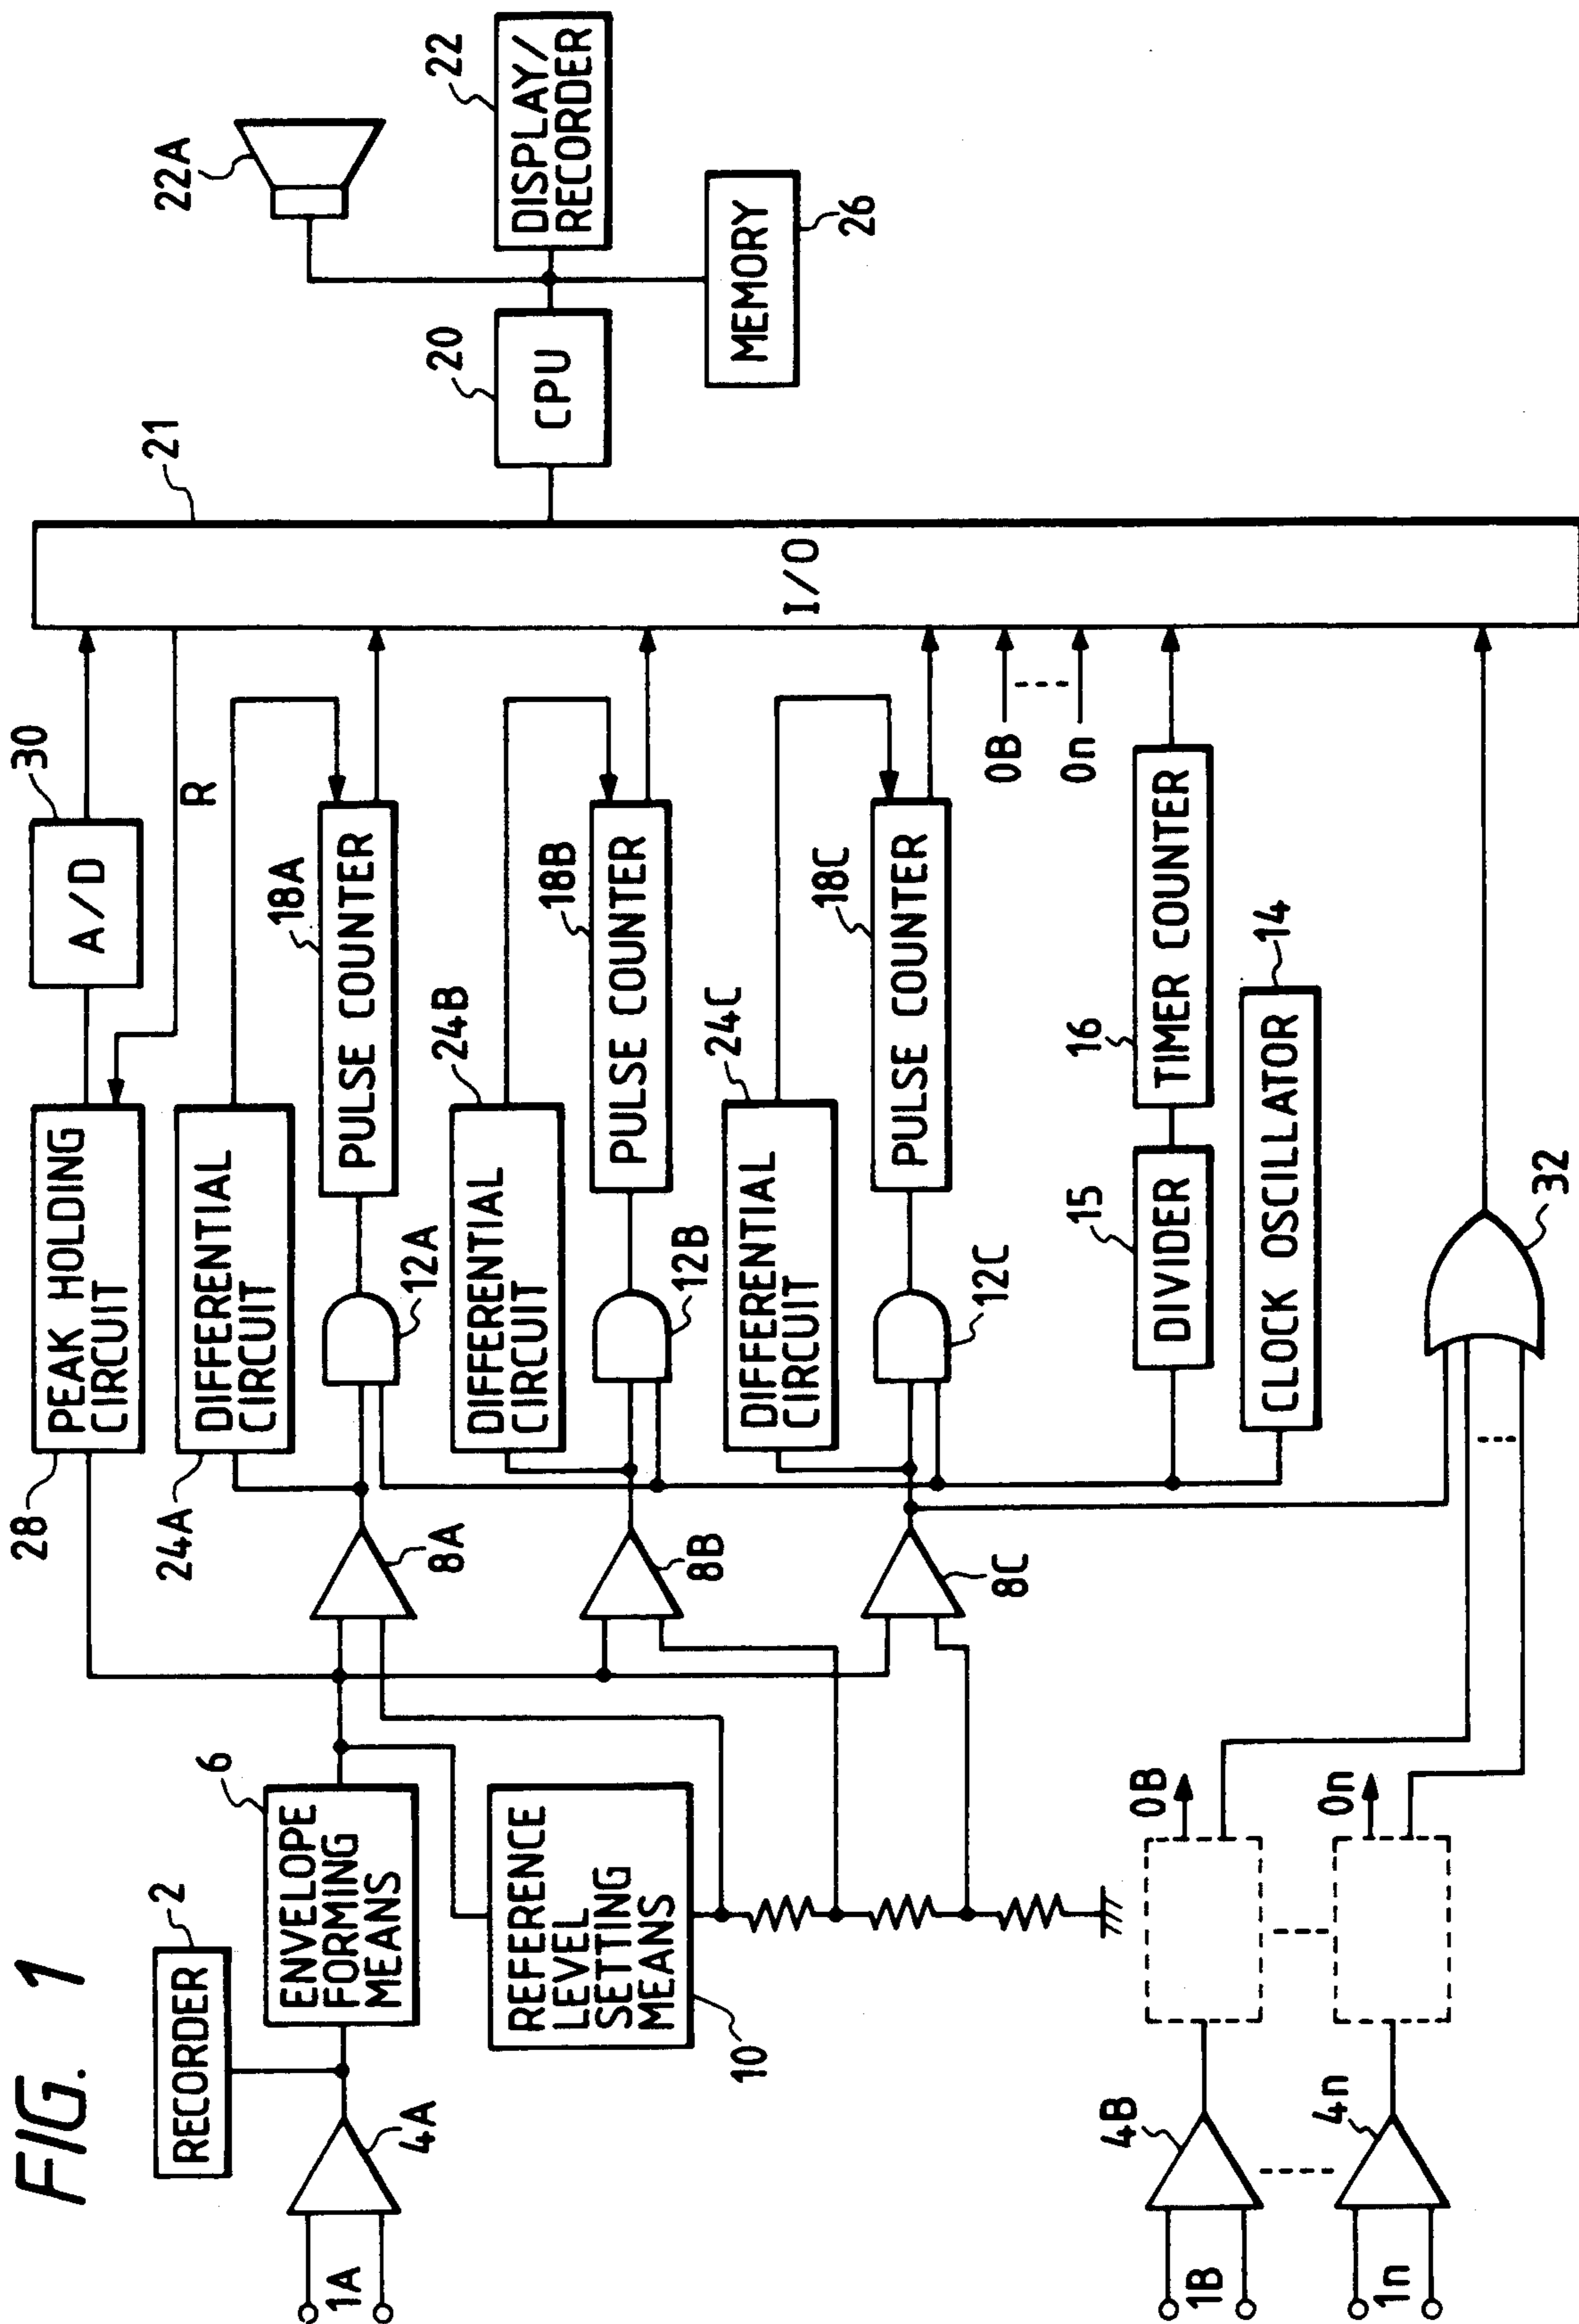 FIG. 1
RECORDER
2
1A
4A
ENVELOPE
FORMING
MEANS
6
REFERENCE
LEVEL
SETTING
MEANS
10
8A
8B
8C
28
PEAK HOLDING
CIRCUIT
A/D
30
R
24A
DIFFERENTIAL
CIRCUIT
12A
PULSE COUNTER
18A
24B
DIFFERENTIAL
CIRCUIT
12B
PULSE COUNTER
18B
24C
DIFFERENTIAL
CIRCUIT
12C
PULSE COUNTER
18C
0B
0n
15
DIVIDER
16
TIMER COUNTER
14
CLOCK OSCILLATOR
32
1B
4B
0B
1n
4n
0n
I/O
21
CPU
20
22A
DISPLAY/
RECORDER
22
MEMORY
26